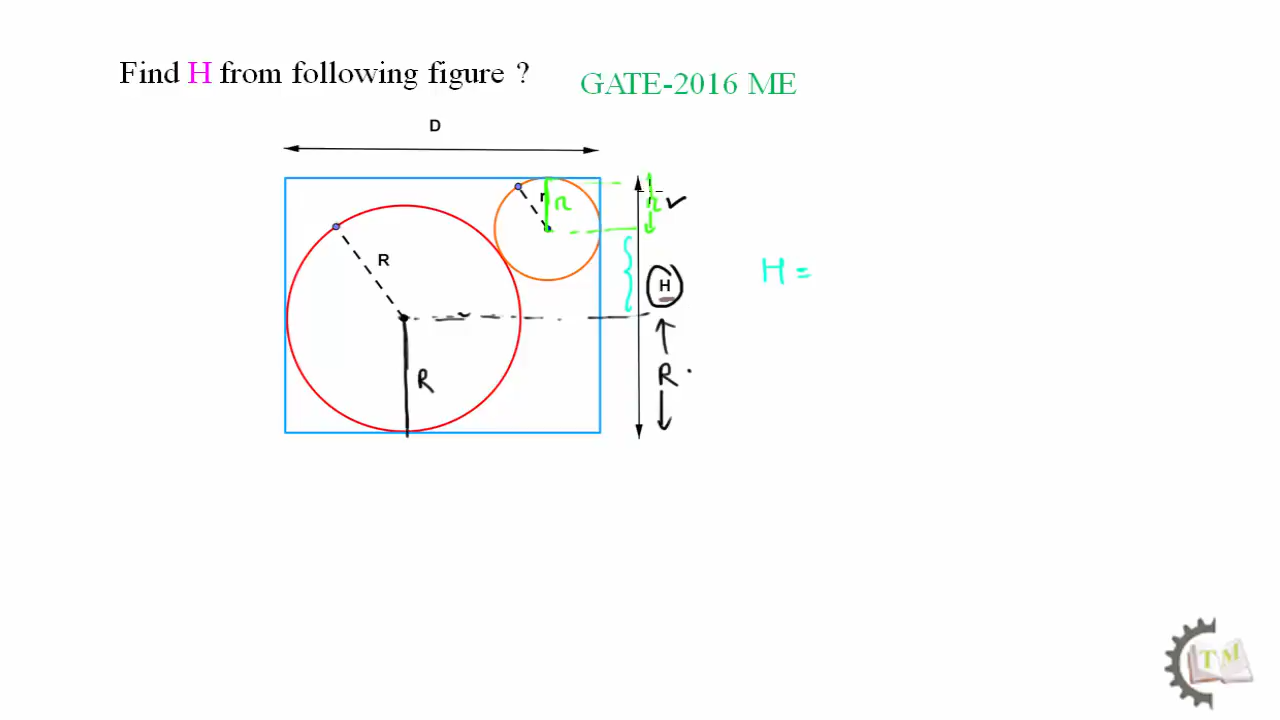 Find H from following figure ?
GATE-2016 ME
D
r
r
r
R
H
H =
R
R
T M